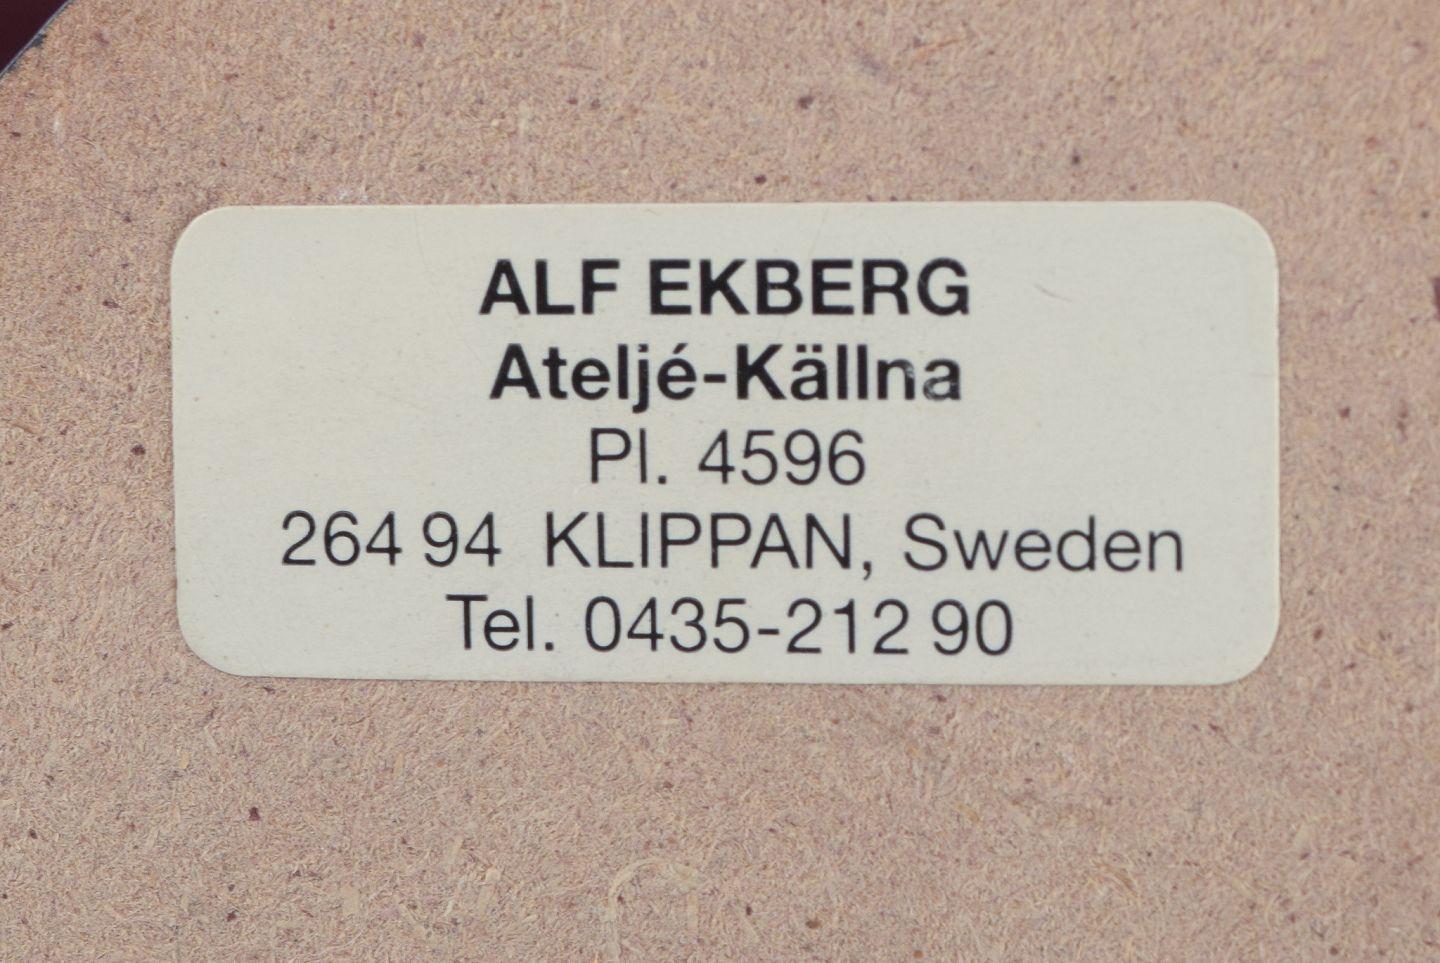 ALF EKBERG
Ateljé-Källna
Pl. 4596
264 94 KLIPPAN, Sweden
Tel. 0435-212 90